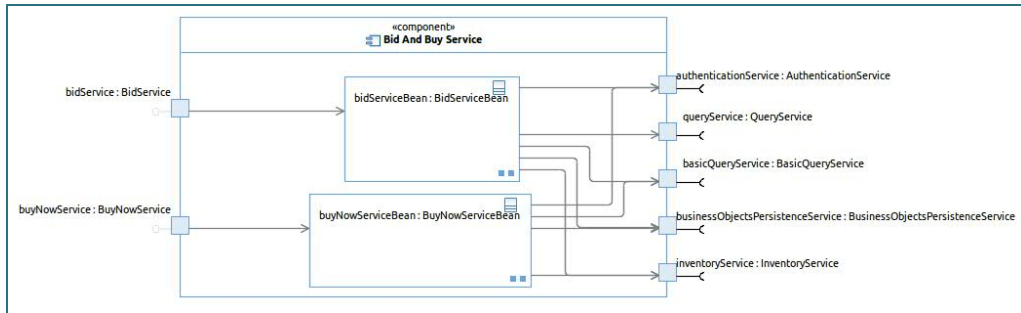 «component»
Bid And Buy Service
bidService : BidService
bidServiceBean : BidServiceBean
authenticationService : AuthenticationService
queryService : QueryService
basicQueryService : BasicQueryService
buyNowService : BuyNowService
buyNowServiceBean : BuyNowServiceBean
businessObjectsPersistenceService : BusinessObjectsPersistenceService
inventoryService : InventoryService